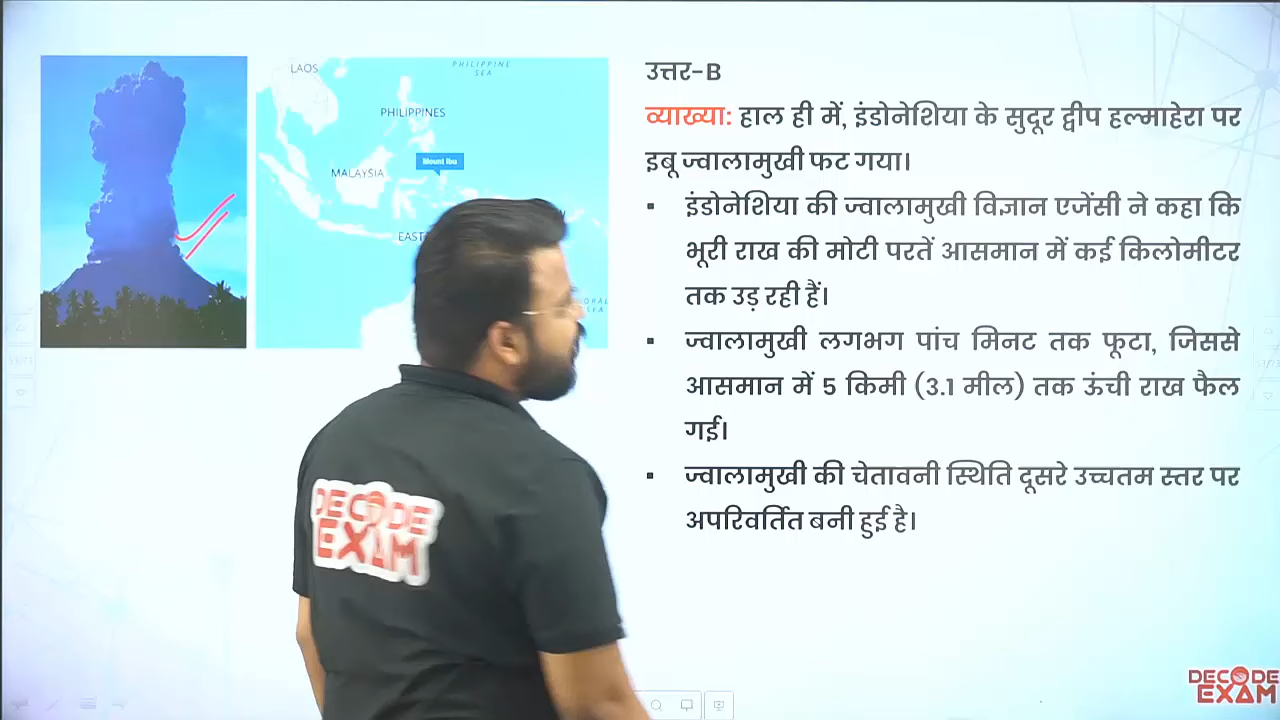 LAOS
PHILIPPINE
SEA
PHILIPPINES
Mount Ibu
MALAYSIA
EAST
SEA
उत्तर-B
व्याख्या: हाल ही में, इंडोनेशिया के सुदूर द्वीप हल्माहेरा पर
इबू ज्वालामुखी फट गया।
▪ इंडोनेशिया की ज्वालामुखी विज्ञान एजेंसी ने कहा कि
भूरी राख की मोटी परतें आसमान में कई किलोमीटर
तक उड़ रही हैं।
▪ ज्वालामुखी लगभग पांच मिनट तक फूटा, जिससे
आसमान में 5 किमी (3.1 मील) तक ऊंची राख फैल
गई।
▪ ज्वालामुखी की चेतावनी स्थिति दूसरे उच्चतम स्तर पर
अपरिवर्तित बनी हुई है।
DECODE
EXAM
DECODE
EXAM